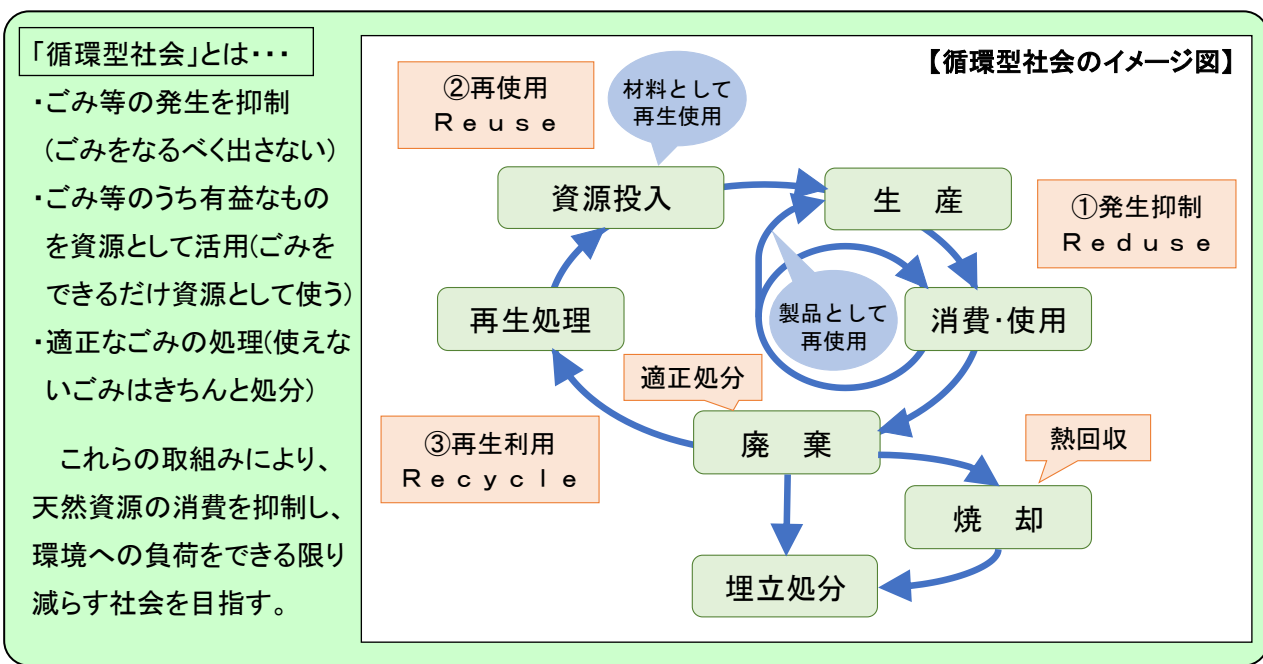 「循環型社会」とは・・・
・ごみ等の発生を抑制
(ごみをなるべく出さない)
・ごみ等のうち有益なもの
を資源として活用(ごみを
できるだけ資源として使う)
・適正なごみの処理(使えな
いごみはきちんと処分)
これらの取組みにより、
天然資源の消費を抑制し、
環境への負荷をできる限り
減らす社会を目指す。
【循環型社会のイメージ図】
②再使用
Ｒｅｕｓｅ
材料として
再生使用
資源投入
生　産
①発生抑制
Ｒｅｄｕｓｅ
再生処理
製品として
再使用
消費・使用
適正処分
③再生利用
Ｒｅｃｙｃｌｅ
廃　棄
熱回収
焼　却
埋立処分